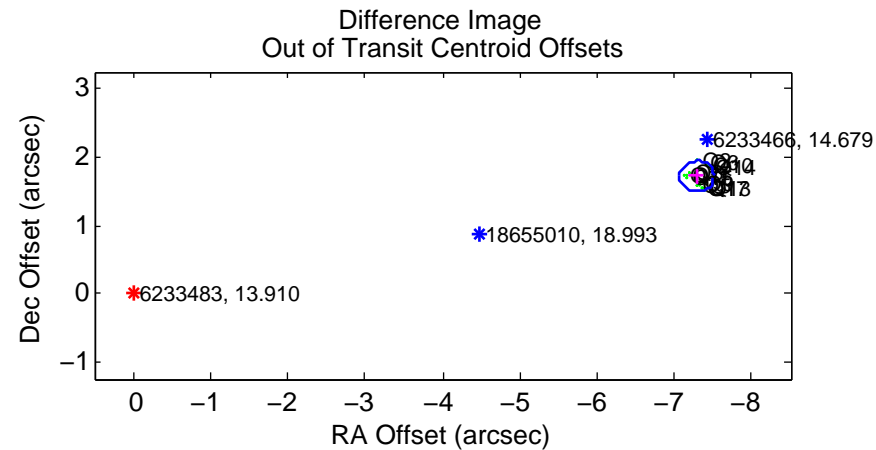 Difference Image
Out of Transit Centroid Offsets
Dec Offset (arcsec)
3
2
1
0
−1
6233466, 14.679
18655010, 18.993
6233483, 13.910
0 −1 −2 −3 −4 −5 −6 −7 −8
RA Offset (arcsec)